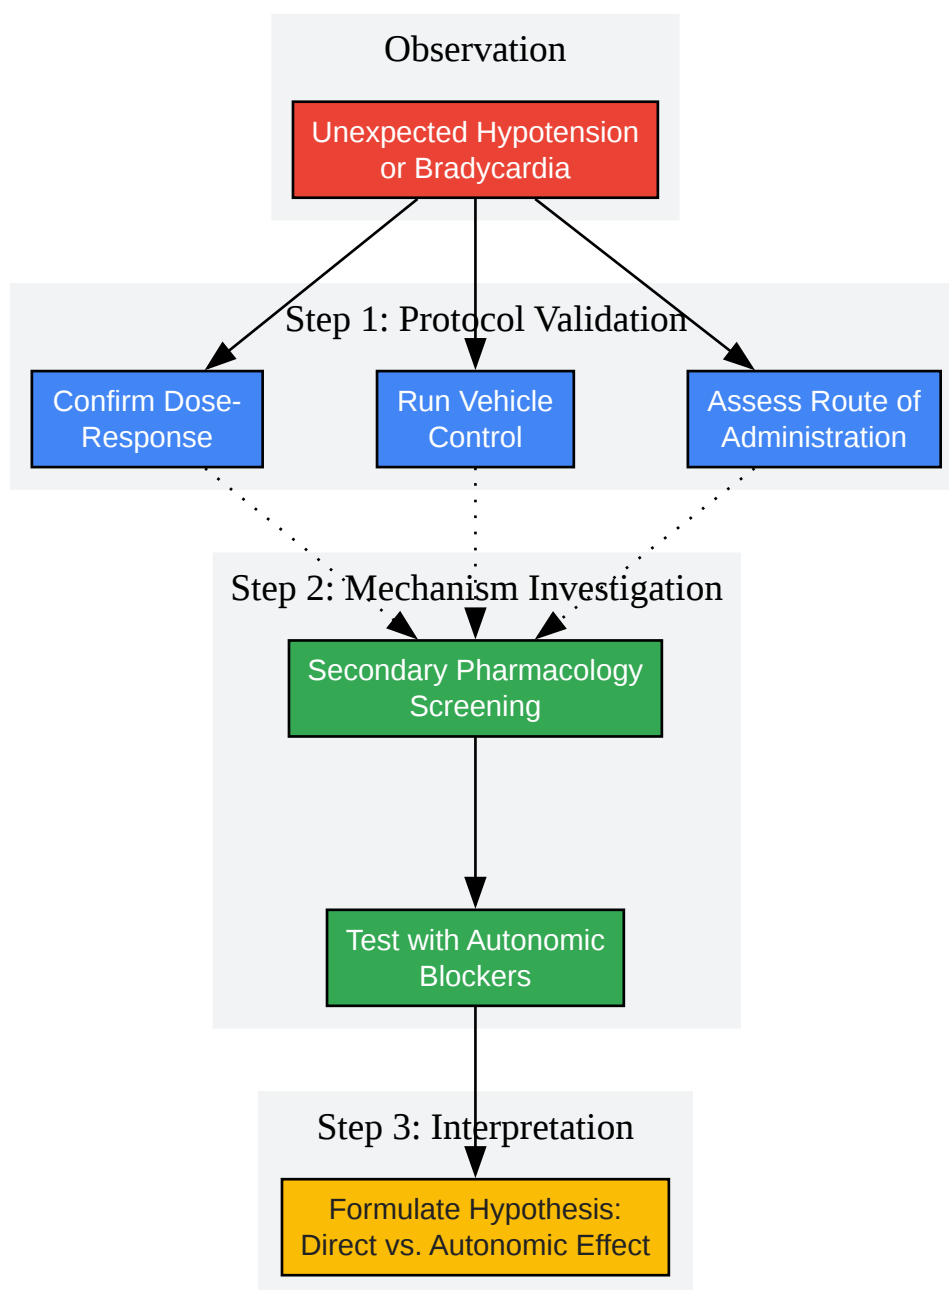 Observation
Unexpected Hypotension
or Bradycardia
Step 1: Protocol Validation
Confirm Dose-
Response
Run Vehicle
Control
Assess Route of
Administration
Step 2: Mechanism Investigation
Secondary Pharmacology
Screening
Test with Autonomic
Blockers
Step 3: Interpretation
Formulate Hypothesis:
Direct vs. Autonomic Effect